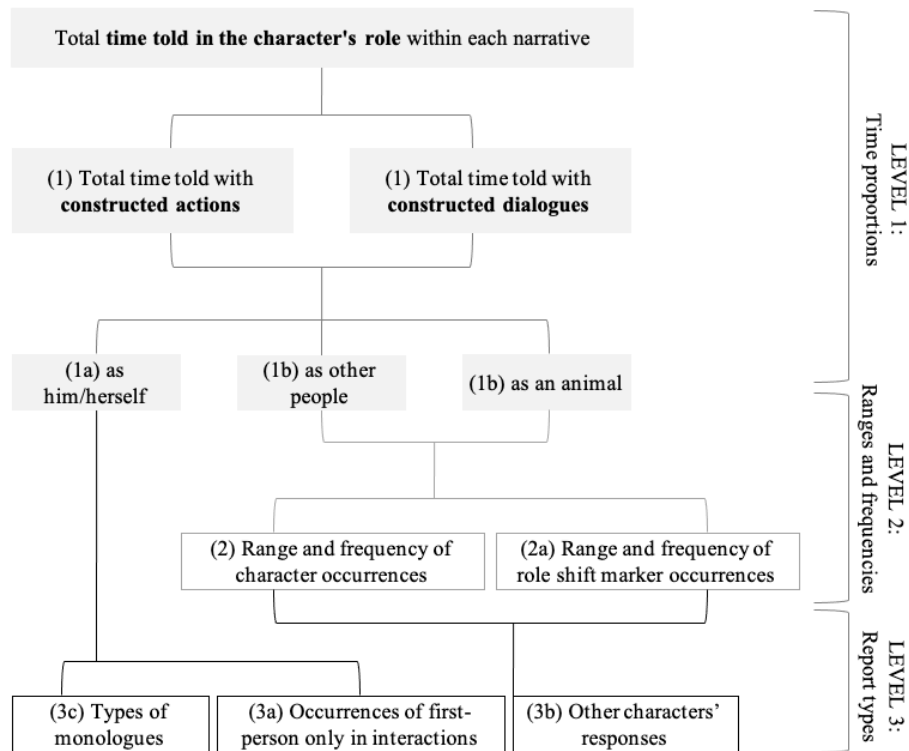 Total time told in the character's role within each narrative
(1) Total time told with
constructed actions
(1) Total time told with
constructed dialogues
LEVEL 1:
Time proportions
(1a) as
him/herself
(1b) as other
people
(1b) as an animal
(2) Range and frequency of
character occurrences
(2a) Range and frequency of
role shift marker occurrences
LEVEL 2:
Ranges and frequencies
(3c) Types of
monologues
(3a) Occurrences of first-
person only in interactions
(3b) Other characters’
responses
LEVEL 3:
Report types